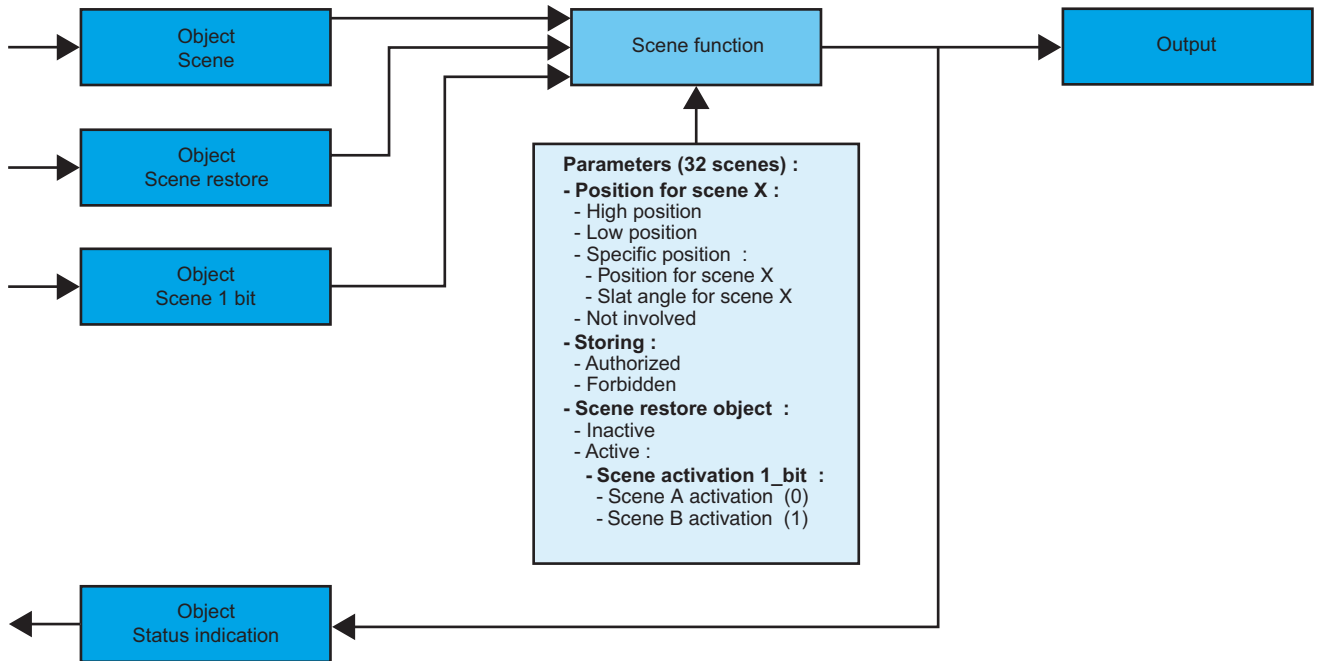 Object
Scene
Scene function
Output
Object
Scene restore
Object
Scene 1 bit
Parameters (32 scenes) :
- Position for scene X :
- High position
- Low position
- Specific position :
- Position for scene X
- Slat angle for scene X
- Not involved
- Storing :
- Authorized
- Forbidden
- Scene restore object :
- Inactive
- Active :
- Scene activation 1_bit :
- Scene A activation (0)
- Scene B activation (1)
Object
Status indication